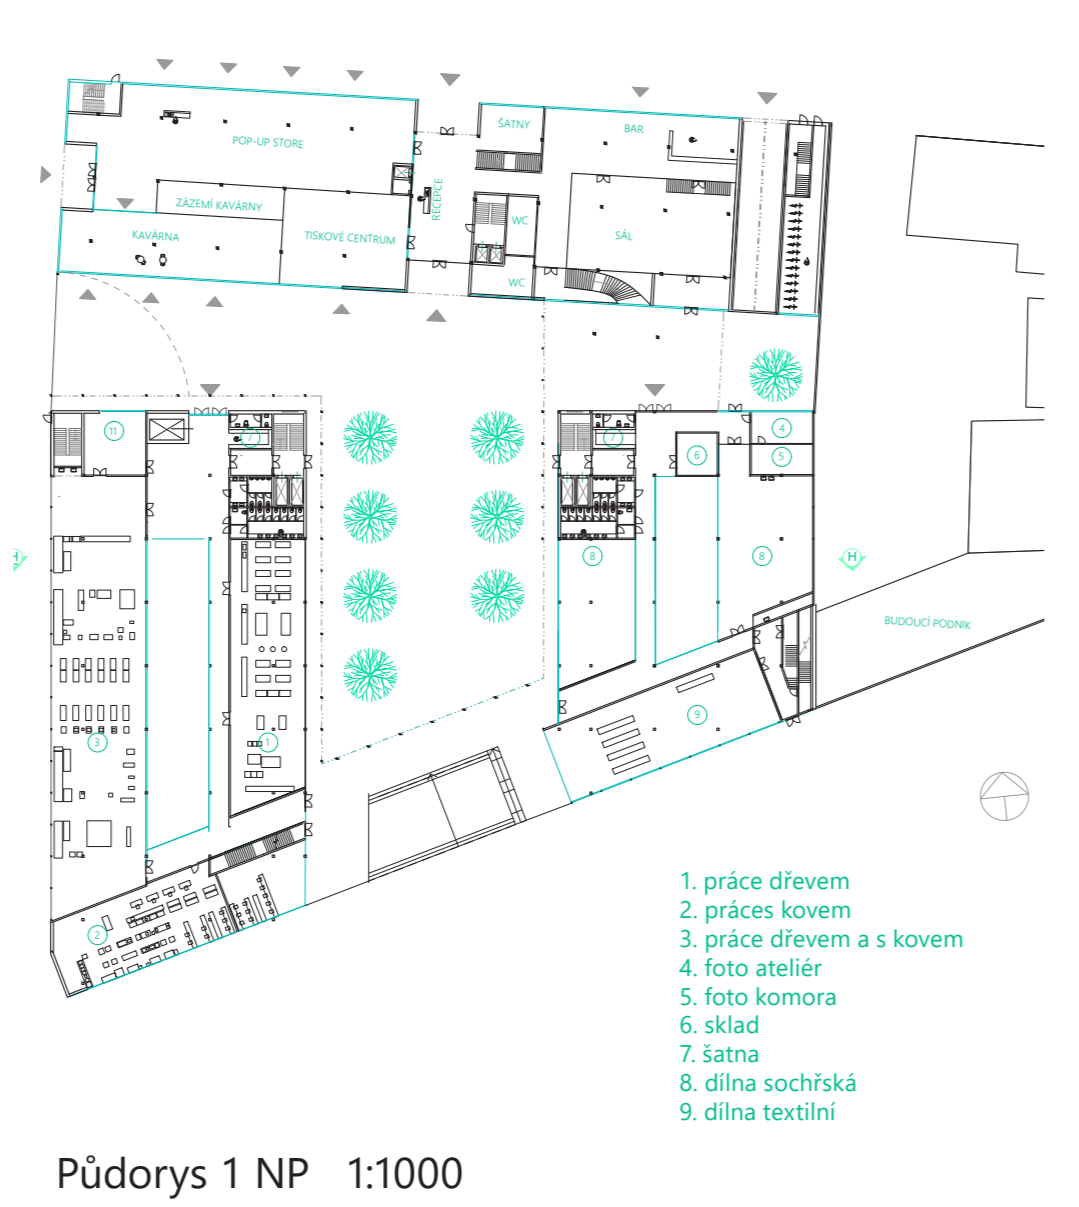 ŠATNY
BAR
POP-UP STORE
RECEPCE
ZÁZEMÍ KAVÁRNY
WC
KAVÁRNA
TISKOVÉ CENTRUM
SÁL
WC
11
7
7
6
4
5
H
8
8
H
BUDOUCÍ PODNIK
3
1
9
2
1. práce dřevem
2. práces kovem
3. práce dřevem a s kovem
4. foto ateliér
5. foto komora
6. sklad
7. šatna
8. dílna sochřská
9. dílna textilní
Půdorys 1 NP 1:1000